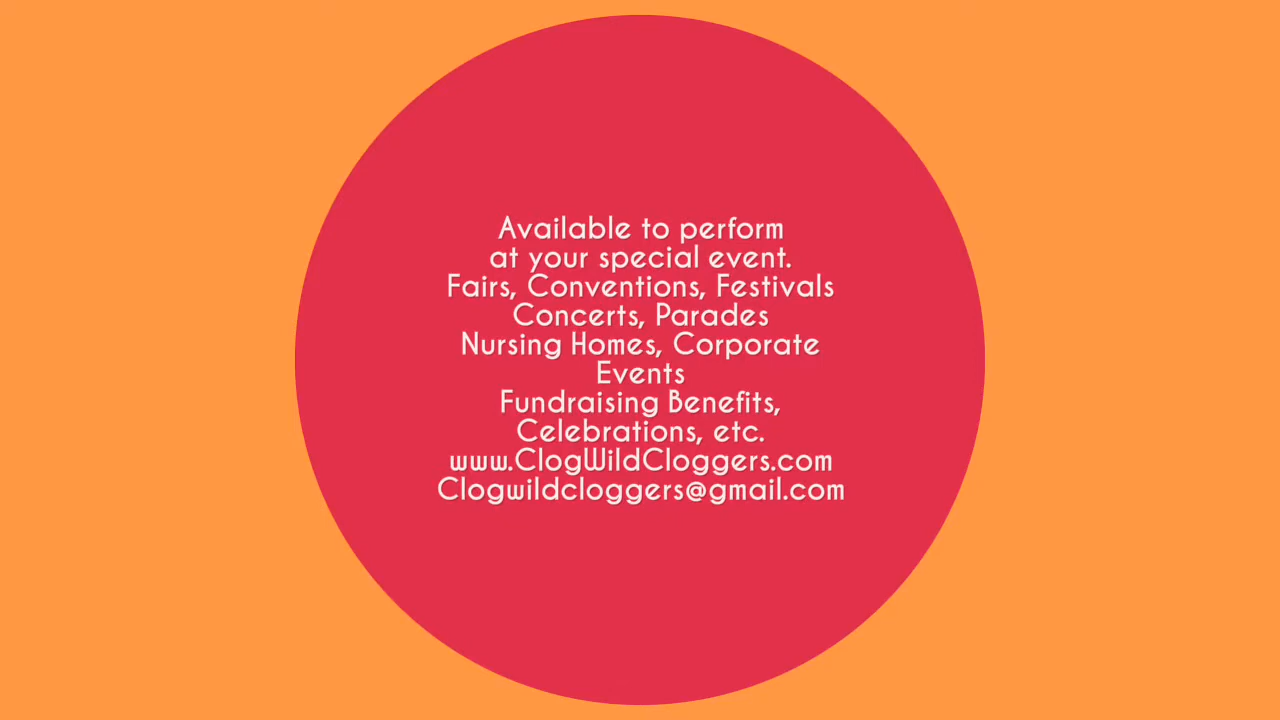 Available to perform
at your special event.
Fairs, Conventions, Festivals
Concerts, Parades
Nursing Homes, Corporate
Events
Fundraising Benefits,
Celebrations, etc.
www.ClogWildCloggers.com
Clogwildcloggers@gmail.com